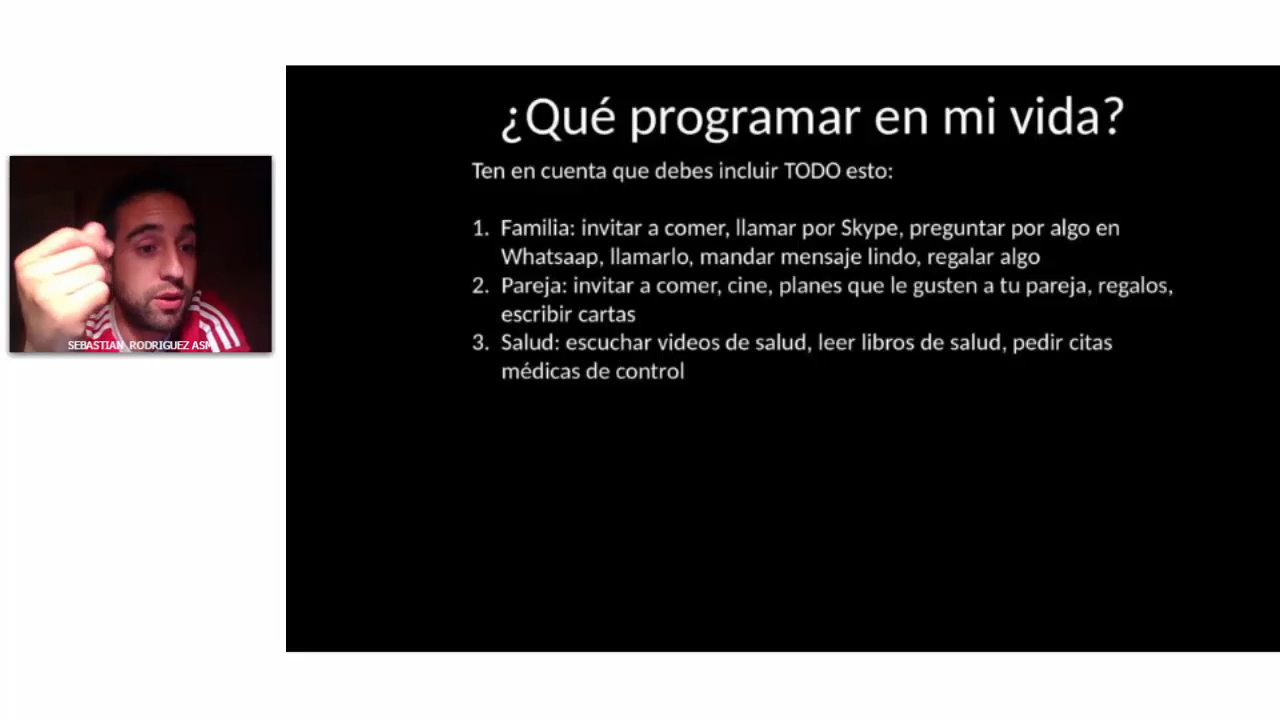 ¿Qué programar en mi vida?
Ten en cuenta que debes incluir TODO esto:
1. Familia: invitar a comer, llamar por Skype, preguntar por algo en
Whatsaap, llamarlo, mandar mensaje lindo, regalar algo
2. Pareja: invitar a comer, cine, planes que le gusten a tu pareja, regalos,
escribir cartas
3. Salud: escuchar videos de salud, leer libros de salud, pedir citas
médicas de control
SEBASTIAN RODRIGUEZ ASM